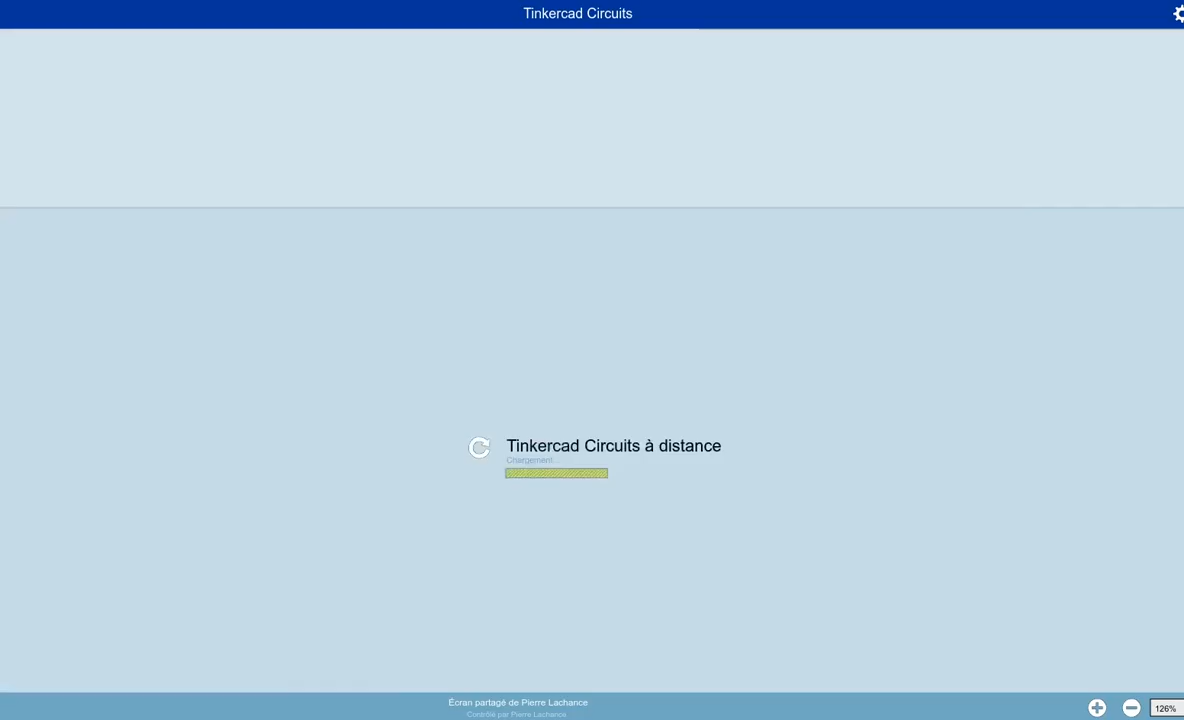 Tinkercad Circuits
Tinkercad Circuits à distance
Chargement...
Écran partagé de Pierre Lachance
Contrôlé par Pierre Lachance
126%